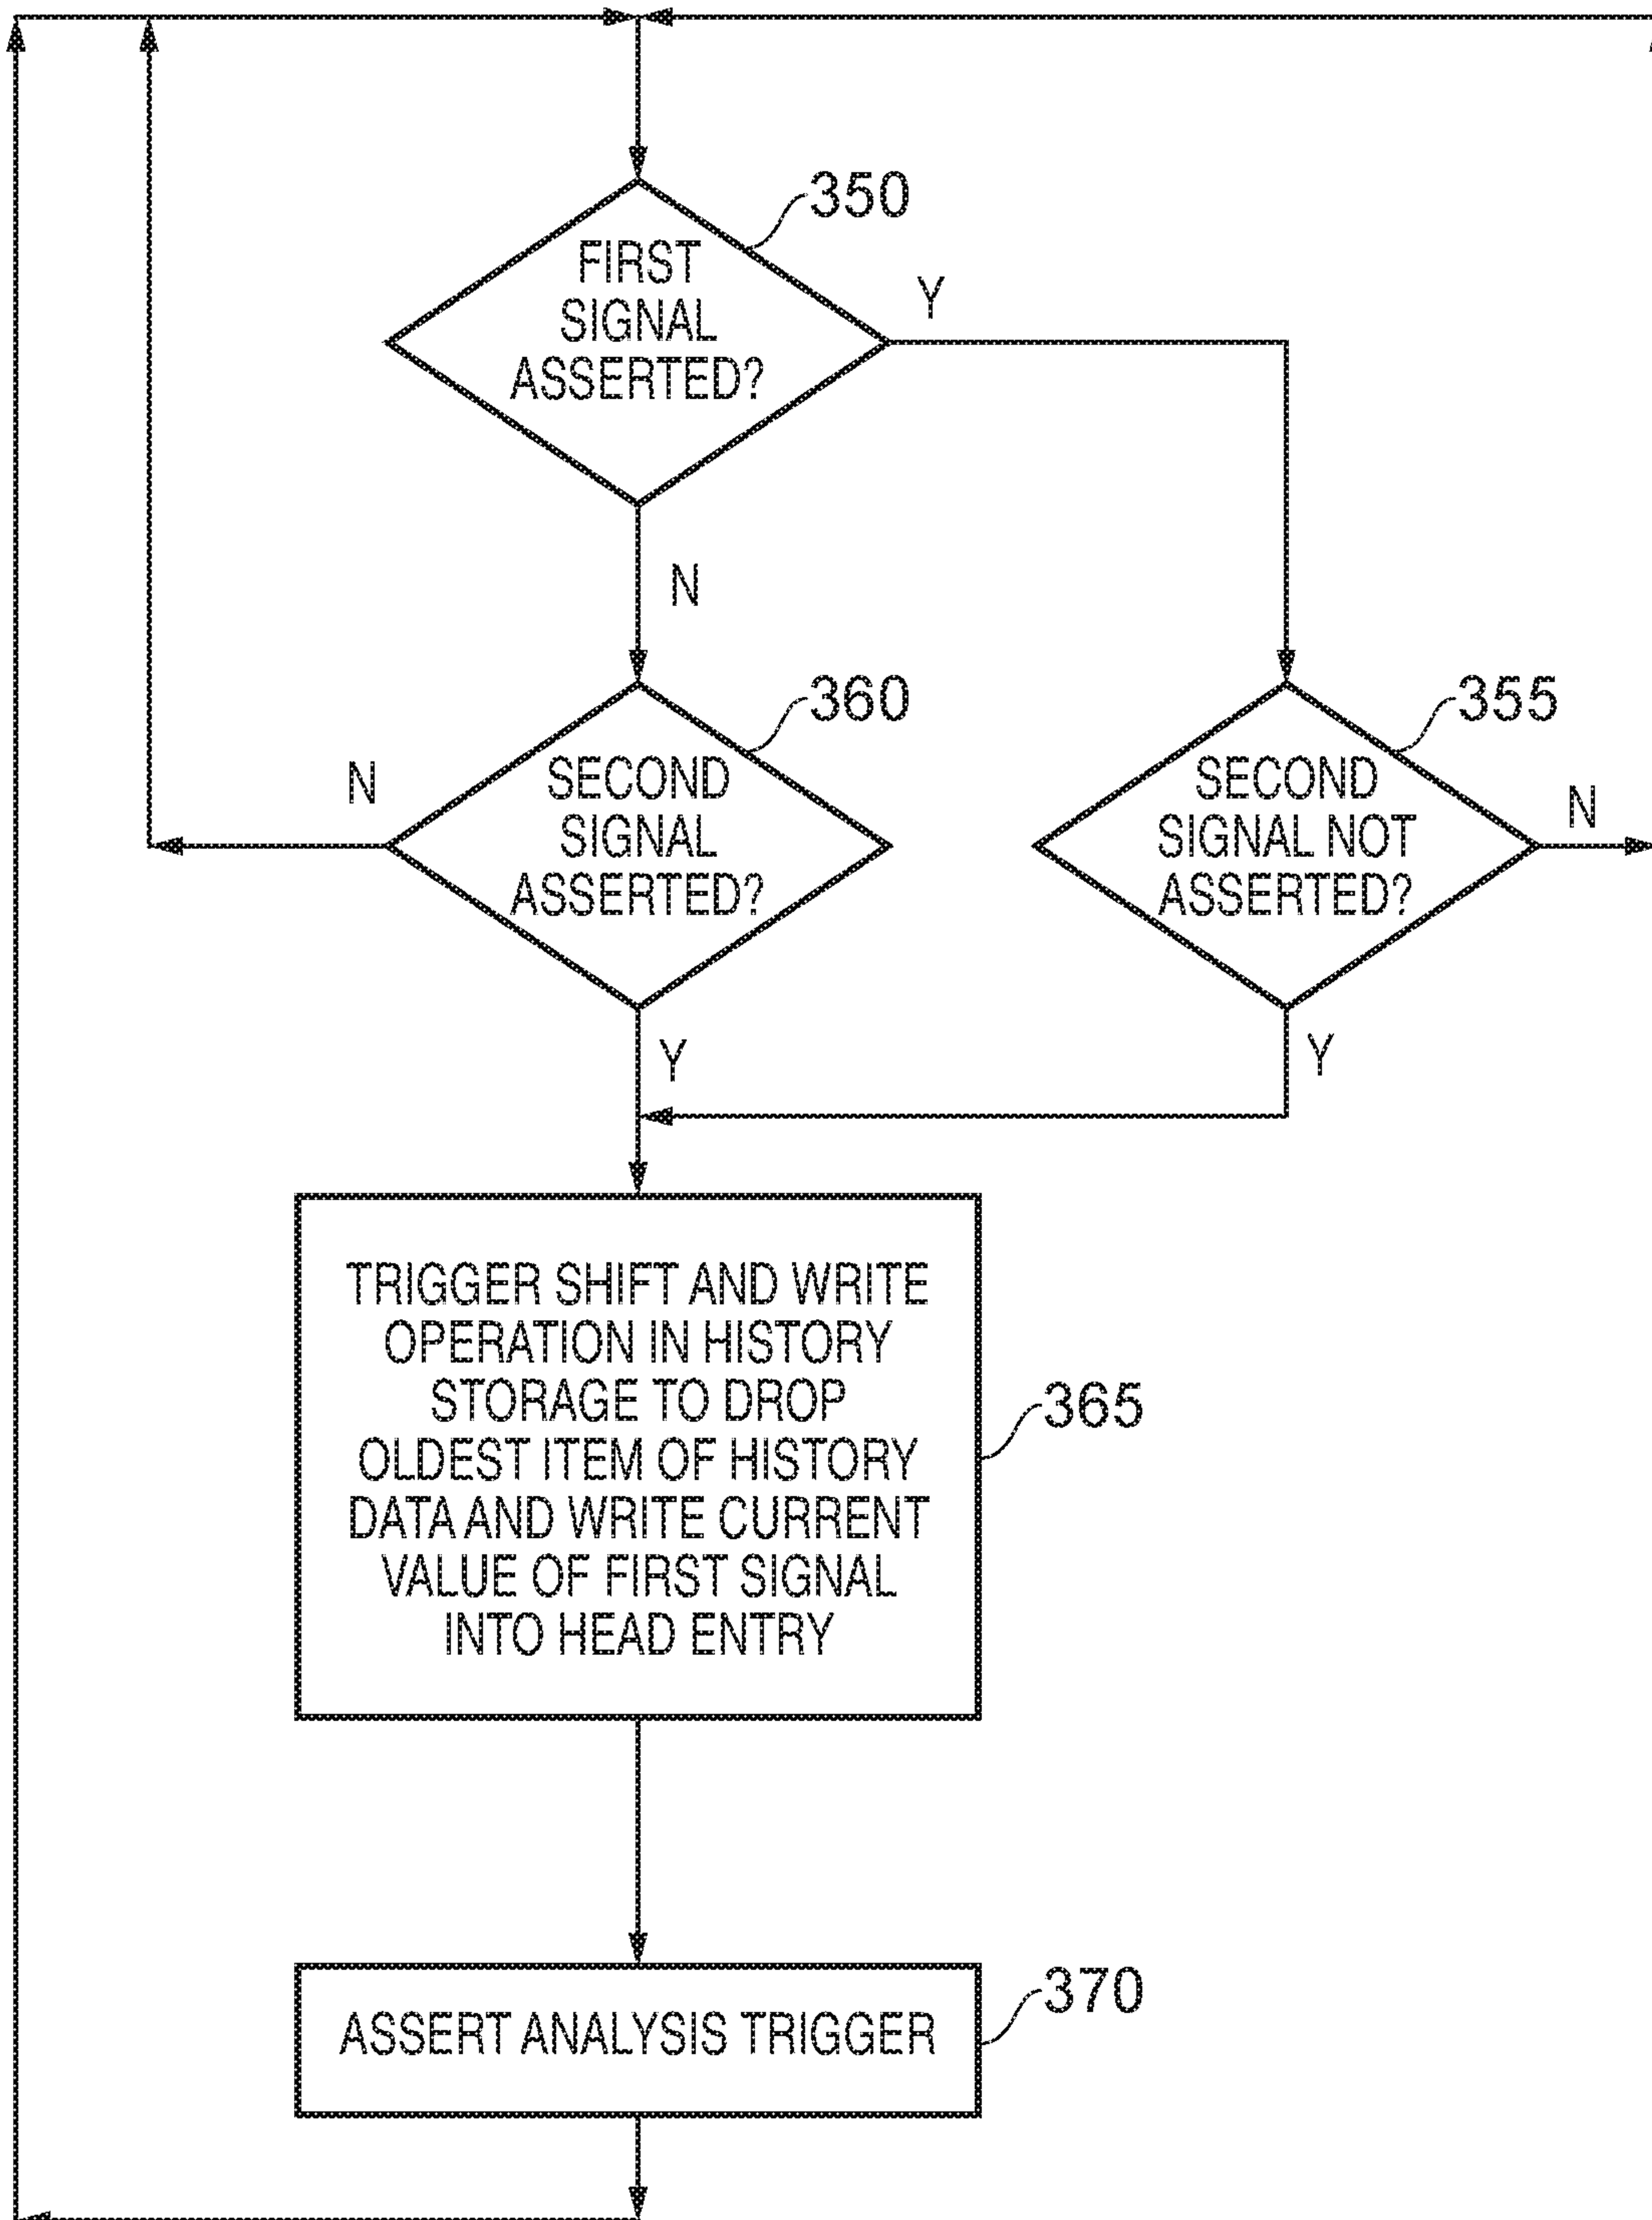 350
FIRST
SIGNAL
ASSERTED?
Y
N
360
SECOND
SIGNAL
ASSERTED?
N
Y
355
SECOND
SIGNAL NOT
ASSERTED?
N
Y
TRIGGER SHIFT AND WRITE
OPERATION IN HISTORY
STORAGE TO DROP
OLDEST ITEM OF HISTORY
DATA AND WRITE CURRENT
VALUE OF FIRST SIGNAL
INTO HEAD ENTRY
365
ASSERT ANALYSIS TRIGGER
370